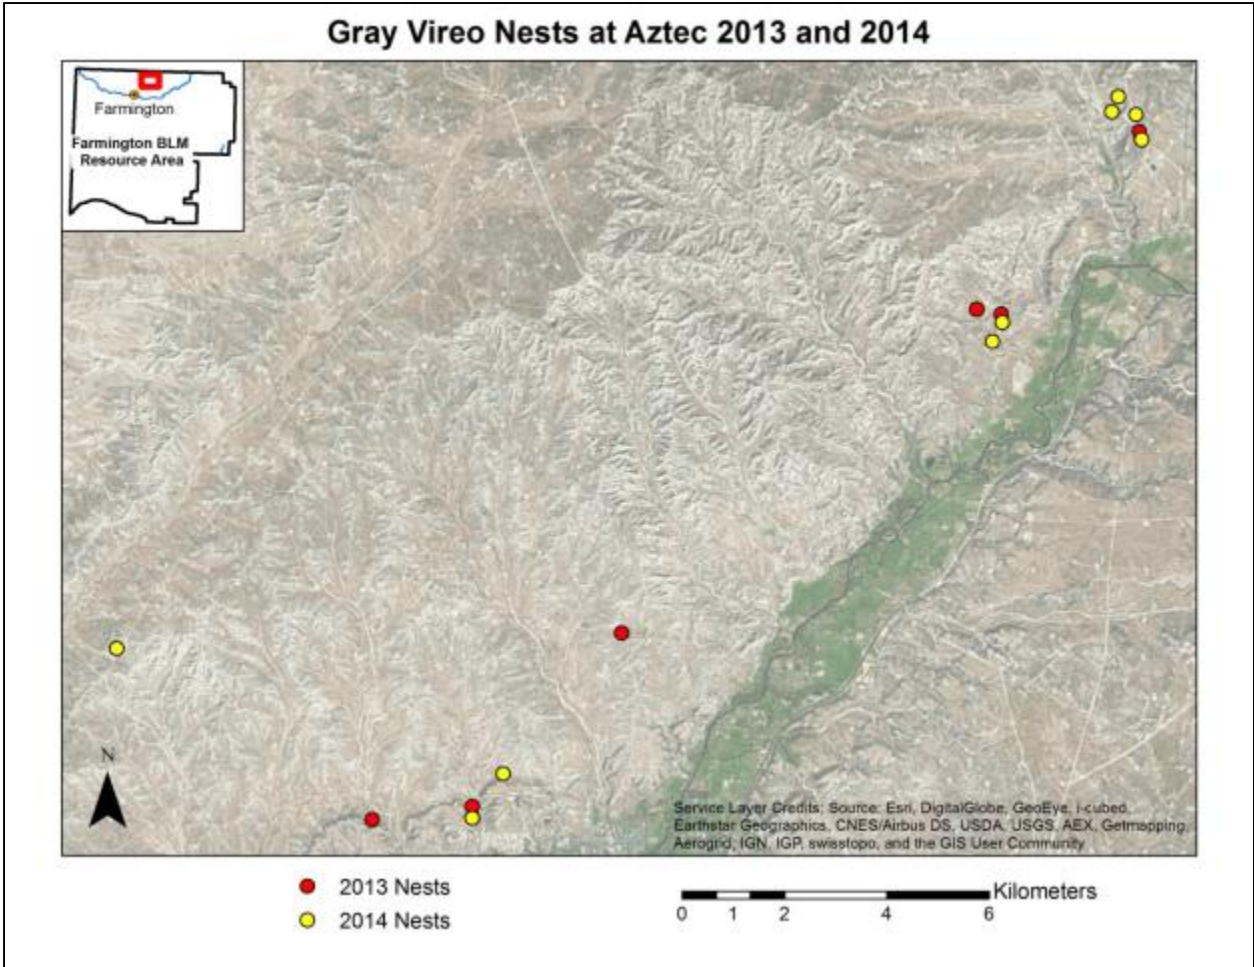 Gray Vireo Nests at Aztec 2013 and 2014
Farmington
Farmington BLM
Resource Area
N
Service Layer Credits: Source: Esri, DigitalGlobe, GeoEye, i-cubed,
Earthstar Geographics, CNES/Airbus DS, USDA, USGS, AEX, Getmapping,
Aerogrid, IGN, IGP, swisstopo, and the GIS User Community
2013 Nests
2014 Nests
Kilometers
0 1 2 4 6